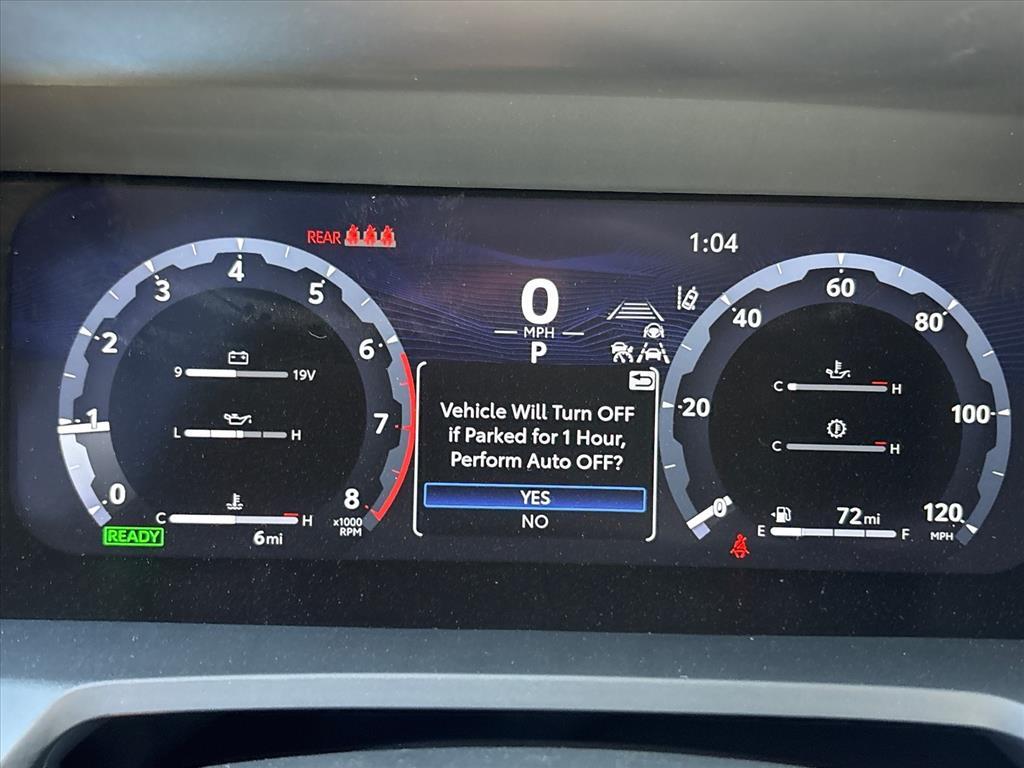 REAR
1:04
0
MPH
P
0
1
2
3
4
5
6
7
8
x1000
RPM
9 19V
L H
C H
READY
6mi
Vehicle Will Turn OFF
if Parked for 1 Hour,
Perform Auto OFF?
YES
NO
0
20
40
60
80
100
120
MPH
C H
C H
72mi
E F